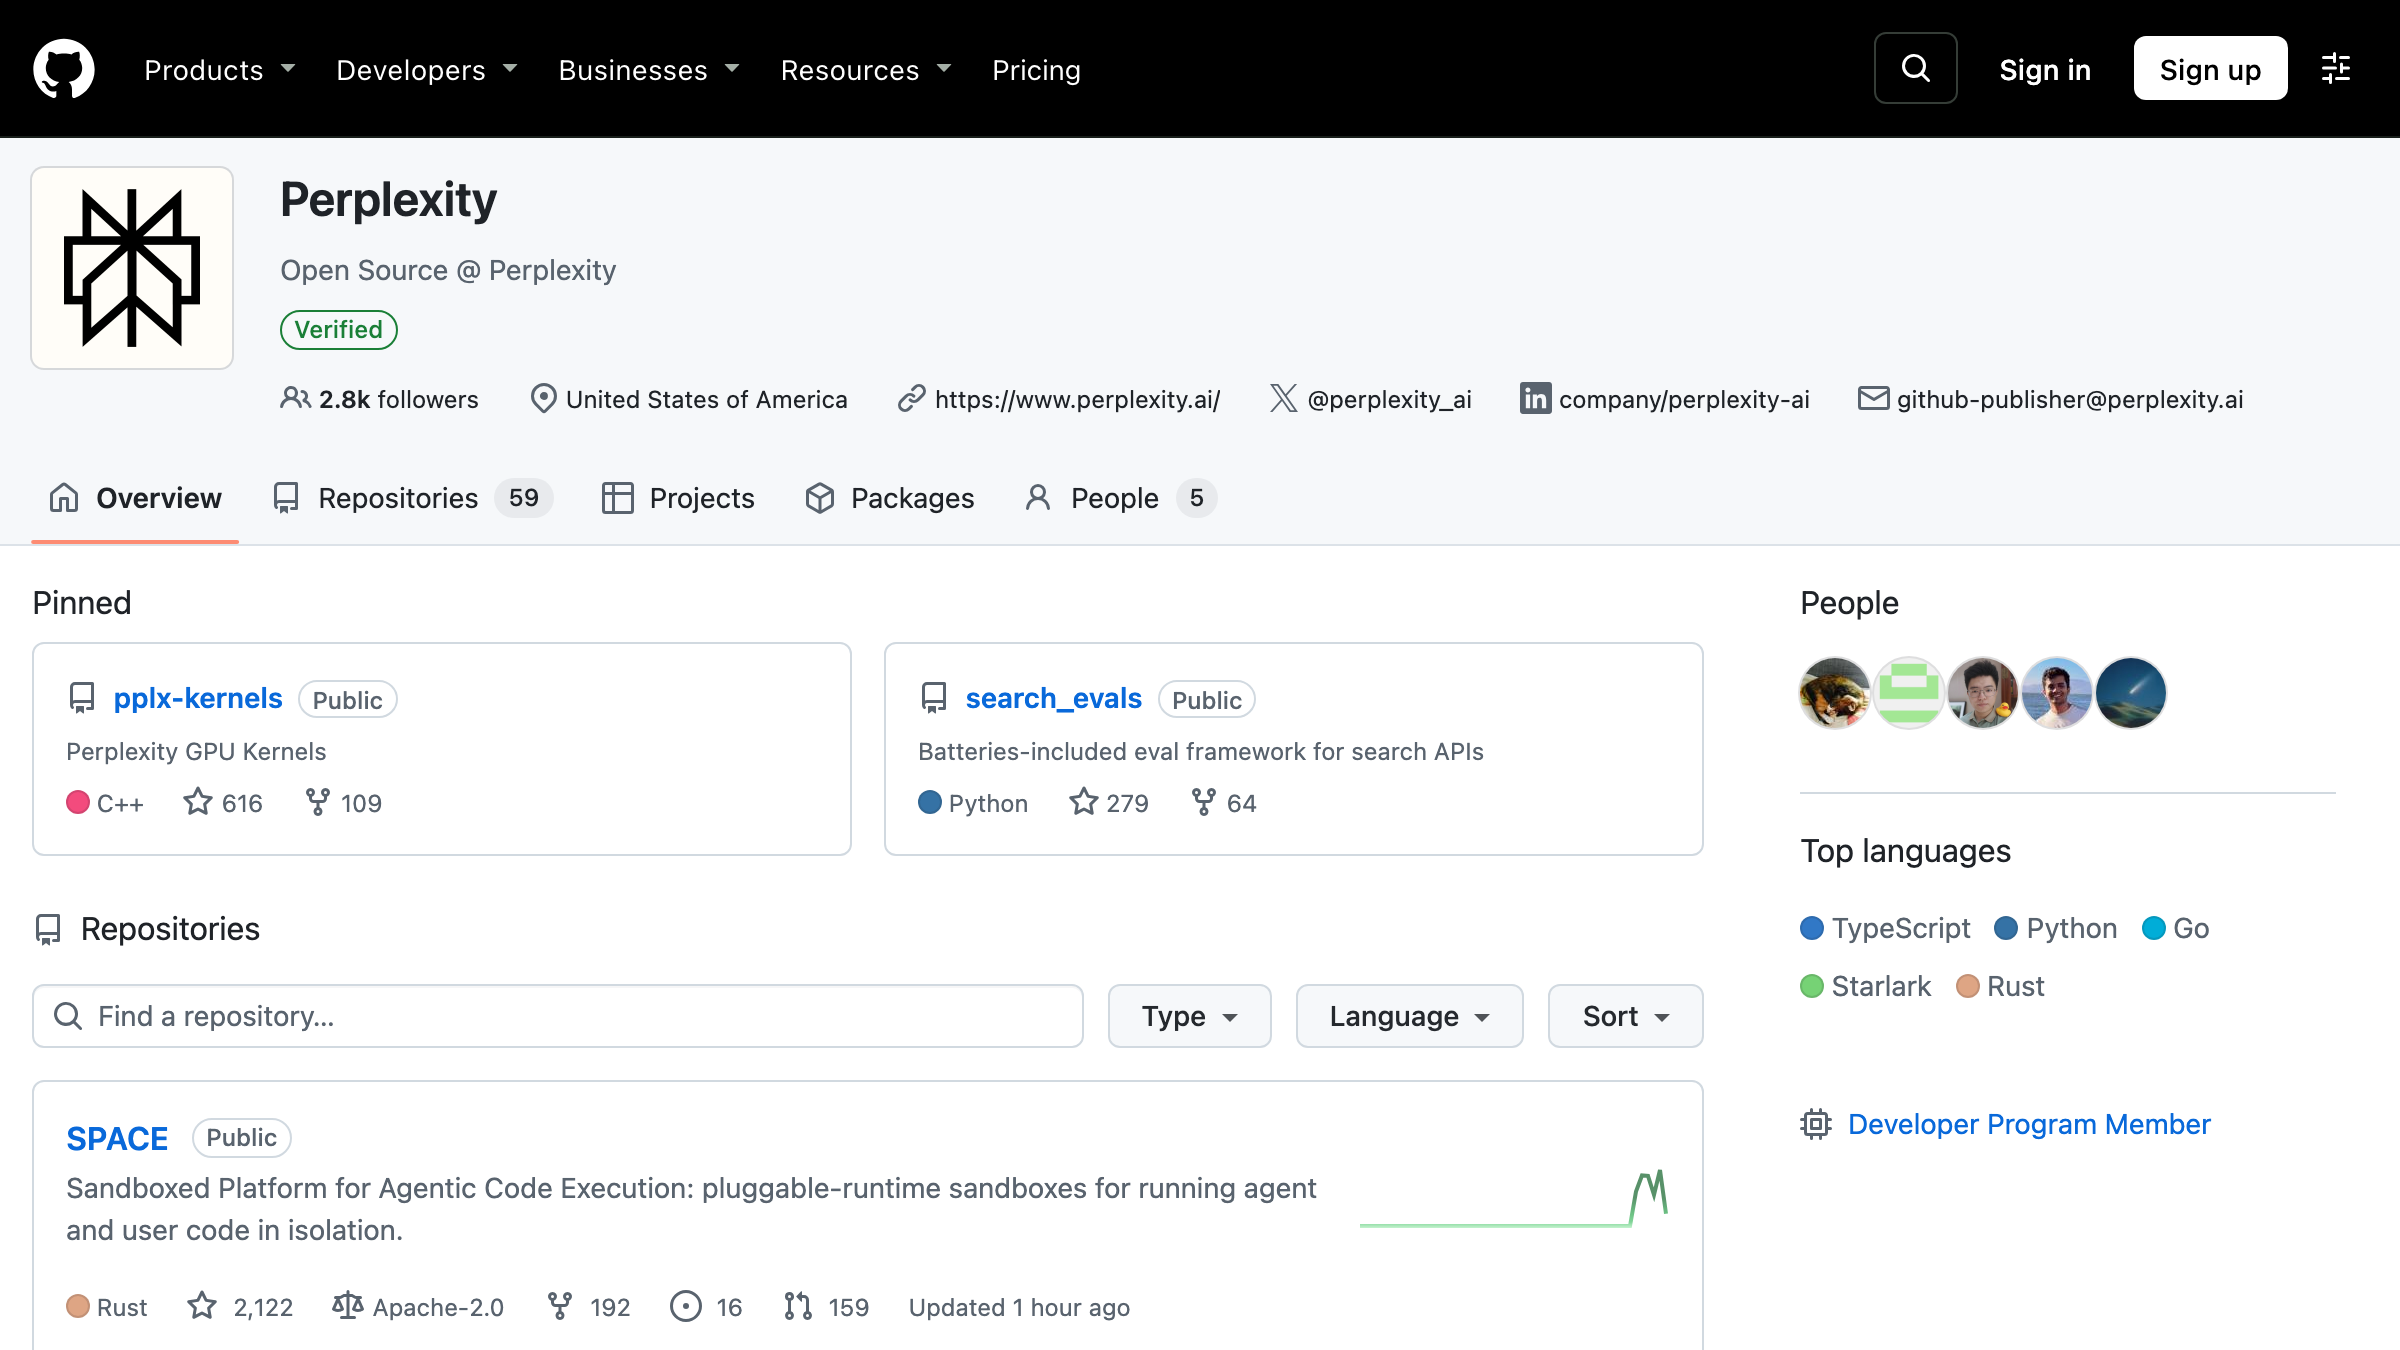 Products Developers Businesses Resources Pricing Sign in Sign up
Perplexity
Open Source @ Perplexity
Verified
2.8k followers United States of America https://www.perplexity.ai/ @perplexity_ai company/perplexity-ai github-publisher@perplexity.ai
Overview Repositories 59 Projects Packages People 5
Pinned
pplx-kernels Public
Perplexity GPU Kernels
C++ 616 109
search_evals Public
Batteries-included eval framework for search APIs
Python 279 64
Repositories
Find a repository... Type Language Sort
SPACE Public
Sandboxed Platform for Agentic Code Execution: pluggable-runtime sandboxes for running agent
and user code in isolation.
Rust 2,122 Apache-2.0 192 16 159 Updated 1 hour ago
People
Top languages
TypeScript Python Go
Starlark Rust
Developer Program Member